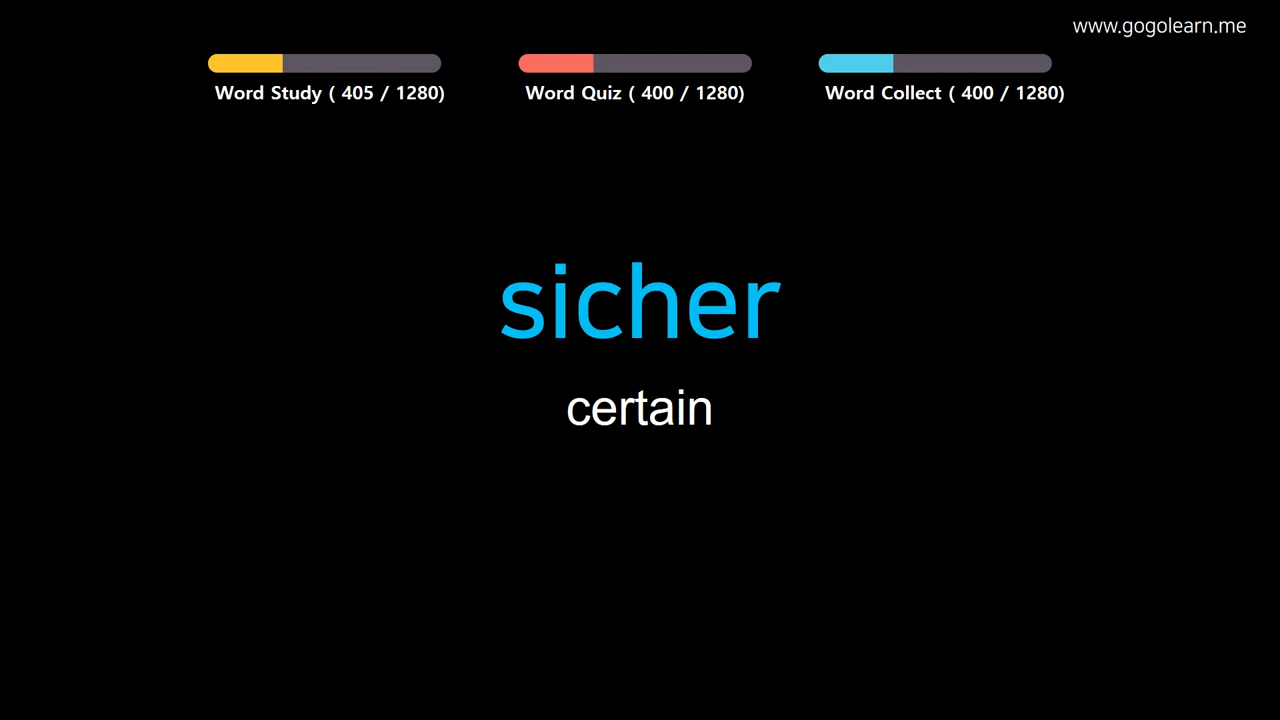 www.gogolearn.me
Word Study ( 405 / 1280)
Word Quiz ( 400 / 1280)
Word Collect ( 400 / 1280)
sicher
certain